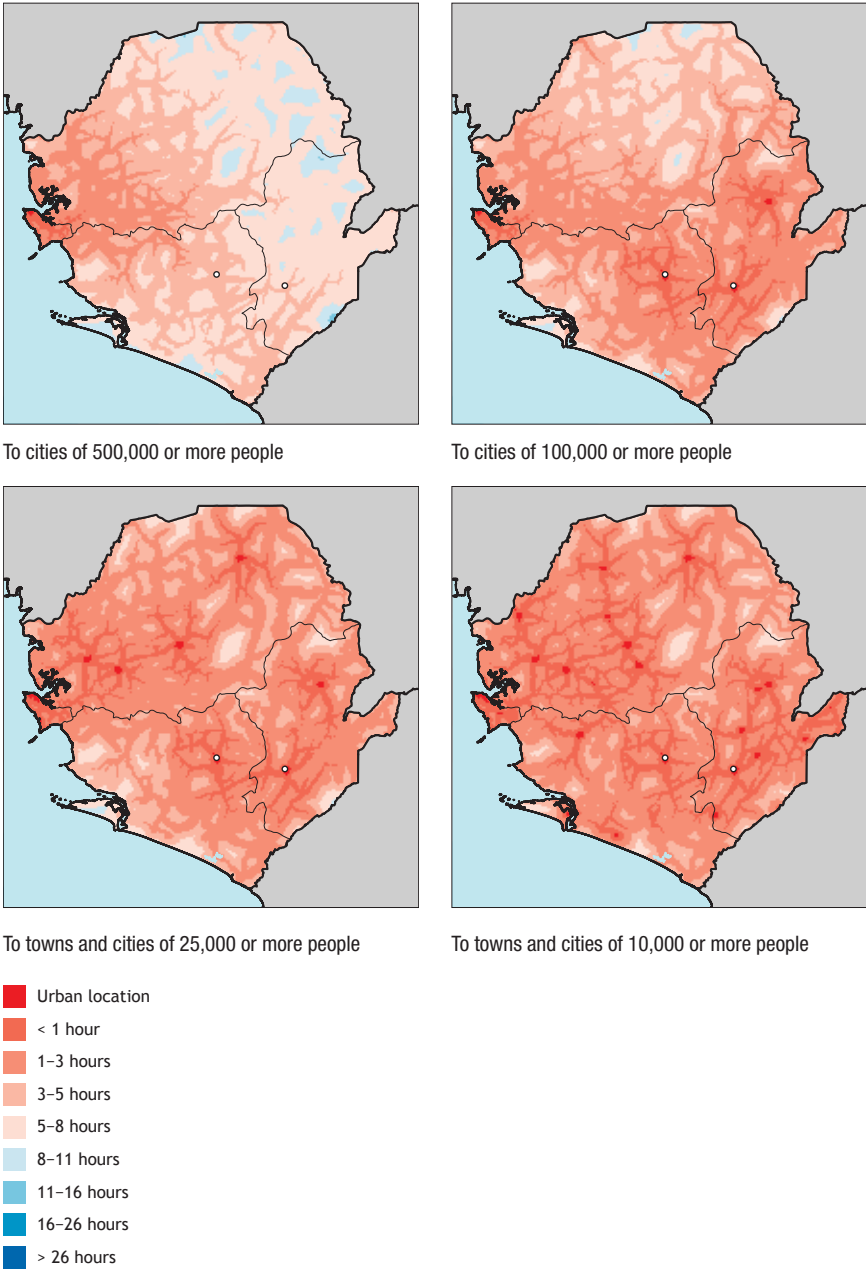 To cities of 500,000 or more people
To cities of 100,000 or more people
To towns and cities of 25,000 or more people
To towns and cities of 10,000 or more people
Urban location
< 1 hour
1–3 hours
3–5 hours
5–8 hours
8–11 hours
11–16 hours
16–26 hours
> 26 hours